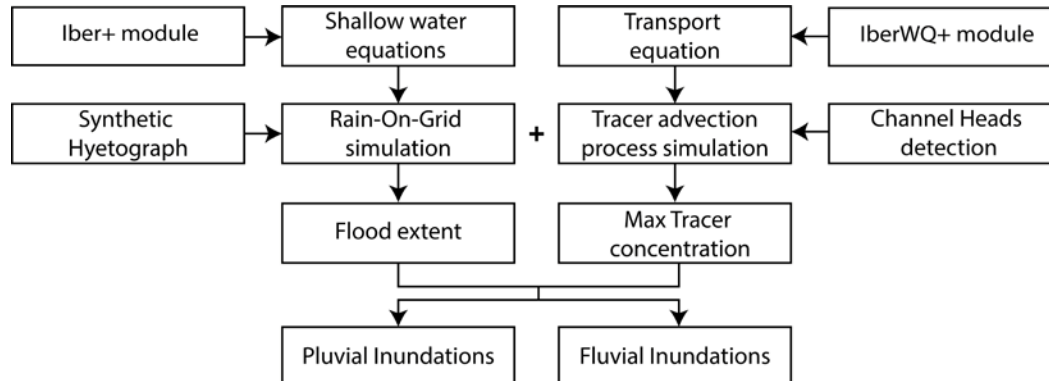 Iber+ module
Shallow water
equations
Transport
equation
IberWQ+ module
Synthetic
Hyetograph
Rain-On-Grid
simulation
+
Tracer advection
process simulation
Channel Heads
detection
Flood extent
Max Tracer
concentration
Pluvial Inundations
Fluvial Inundations